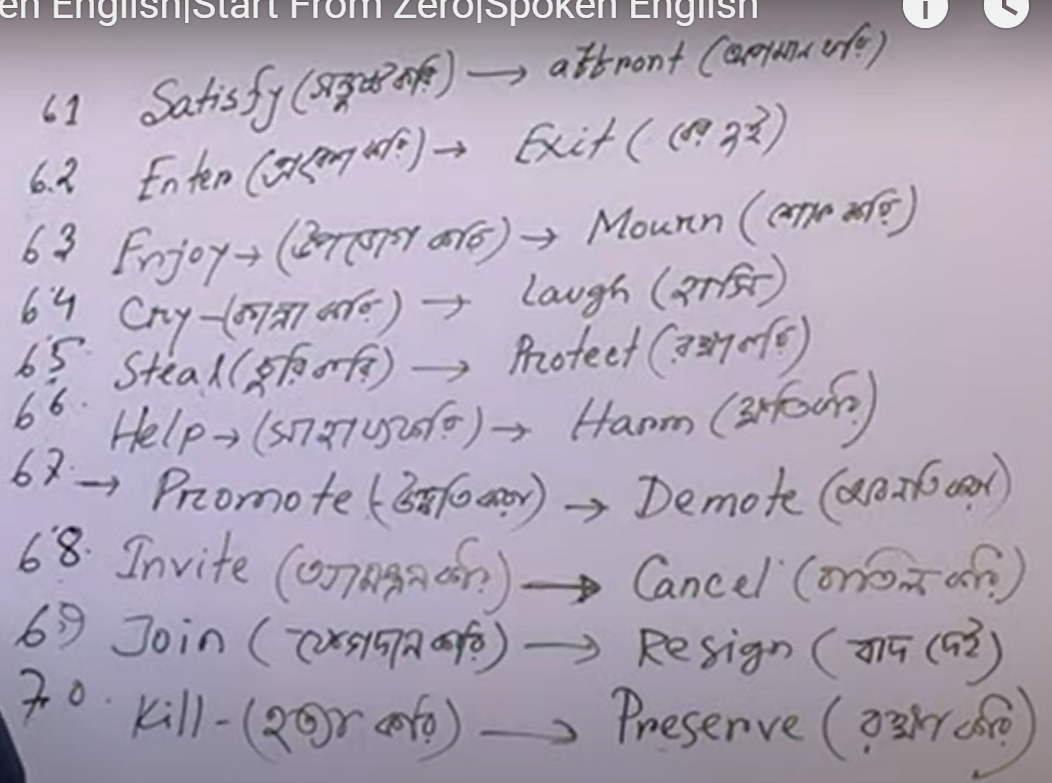 en English|Start From Zero|Spoken English
61 Satisfy (সন্তুষ্ট করি) → affront (অপমান করি)
62 Enter (প্রবেশ করি) → Exit (বের হই)
63 Enjoy → (উপভোগ করি) → Mourn (শোক করি)
64 Cry - (কান্না করি) → Laugh (হাসি)
65. Steal (চুরি করি) → Protect (রক্ষা করি)
66. Help → (সাহায্য করি) → Harm (ক্ষতি করি)
67. → Promote (উন্নতি করা) → Demote (অবনতি করা)
68. Invite (আমন্ত্রন করি) → Cancel (বাতিল করি)
69 Join (যোগদান করি) → Resign (বাদ দেই)
70. Kill - (হত্যা করি) → Preserve (রক্ষা করি)